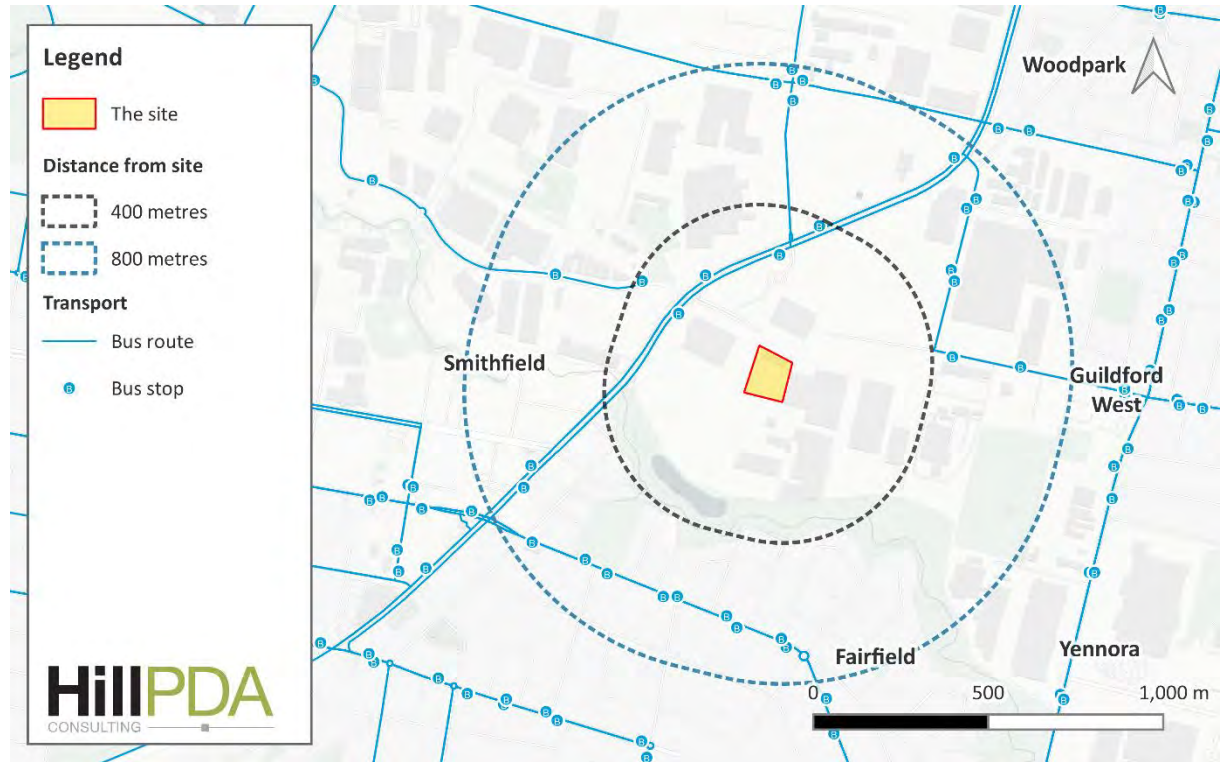 Legend
The site
Distance from site
400 metres
800 metres
Transport
Bus route
B Bus stop
HillPDA
CONSULTING
Woodpark
Smithfield
Guildford
West
Fairfield
Yennora
0 500 1,000 m